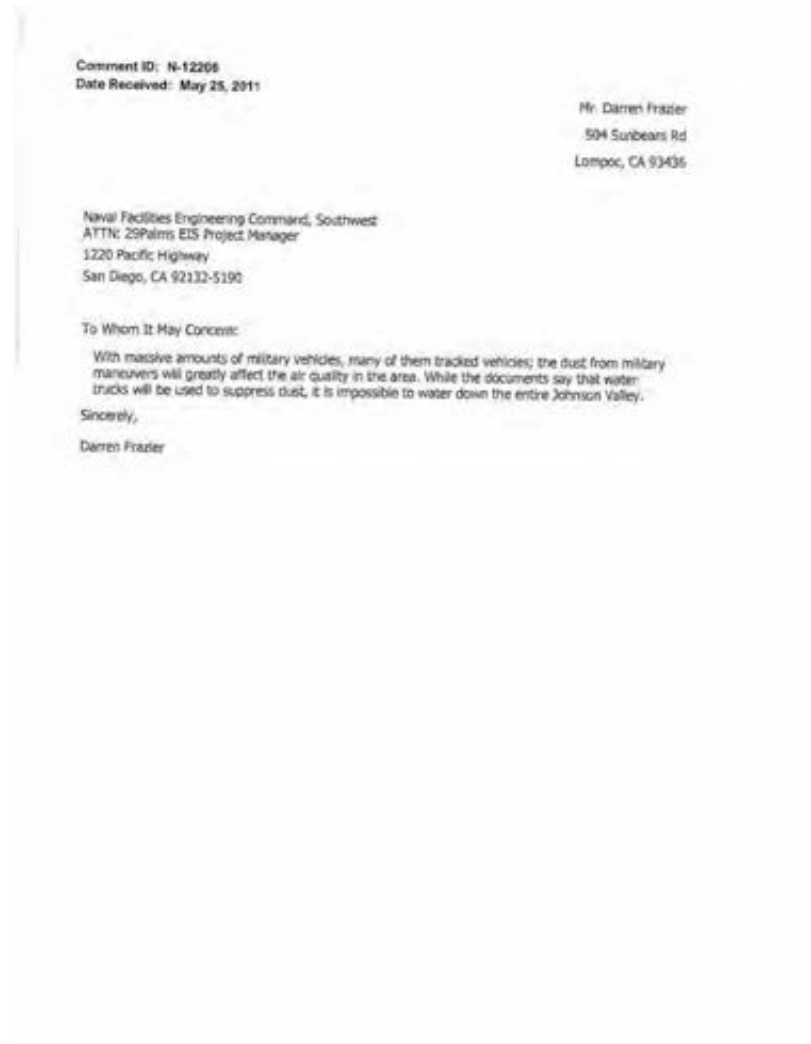 Comment ID: N-12206
Date Received: May 25, 2011
Mr. Darren Frazier
504 Sunbears Rd
Lompoc, CA 93436
Naval Facilities Engineering Command, Southwest
ATTN: 29Palms EIS Project Manager
1220 Pacific Highway
San Diego, CA 92132-5190
To Whom It May Concern:
With massive amounts of military vehicles, many of them tracked vehicles; the dust from military
maneuvers will greatly affect the air quality in the area. While the documents say that water
trucks will be used to suppress dust, it is impossible to water down the entire Johnson Valley.
Sincerely,
Darren Frazier